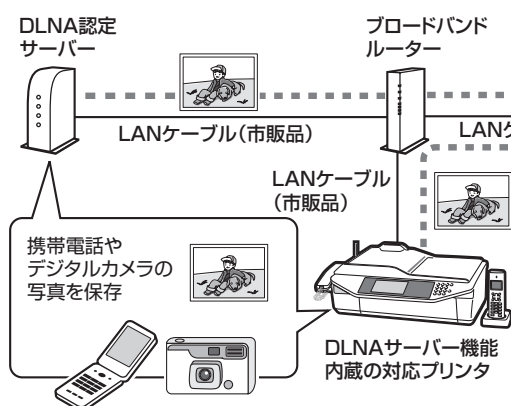 DLNA認定
サーバー
ブロードバンド
ルーター
LANケーブル(市販品)
LANケ
LANケーブル
(市販品)
携帯電話や
デジタルカメラの
写真を保存
DLNAサーバー機能
内蔵の対応プリンタ